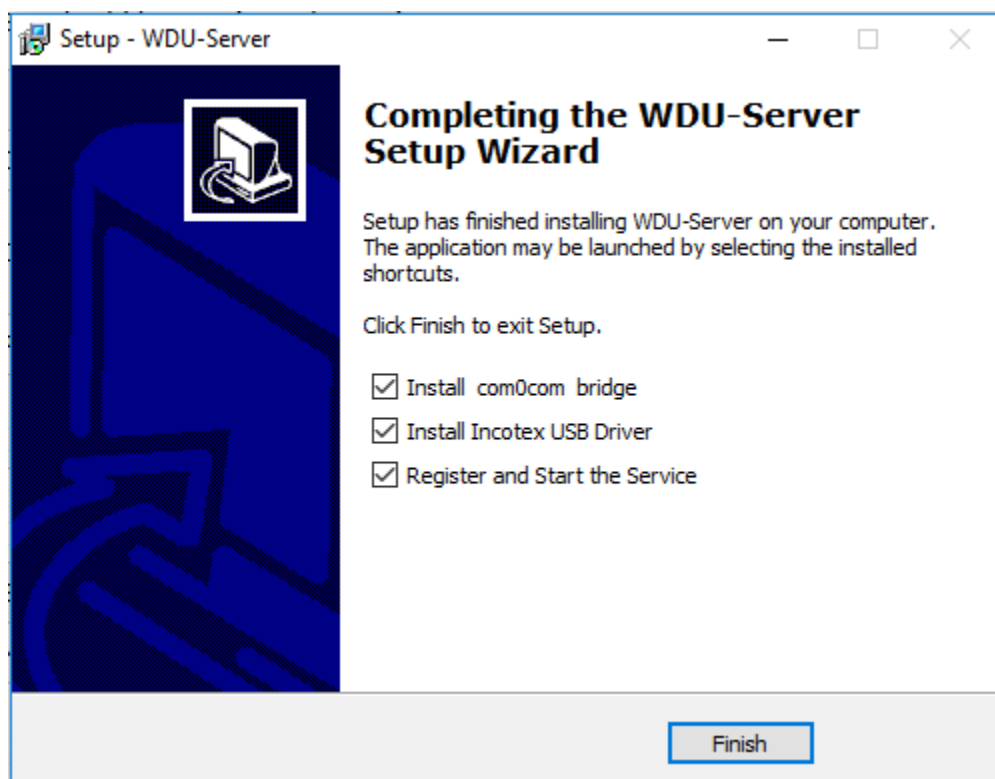 Setup - WDU-Server
Completing the WDU-Server
Setup Wizard
Setup has finished installing WDU-Server on your computer.
The application may be launched by selecting the installed
shortcuts.
Click Finish to exit Setup.
Install com0com bridge
Install Incotex USB Driver
Register and Start the Service
Finish